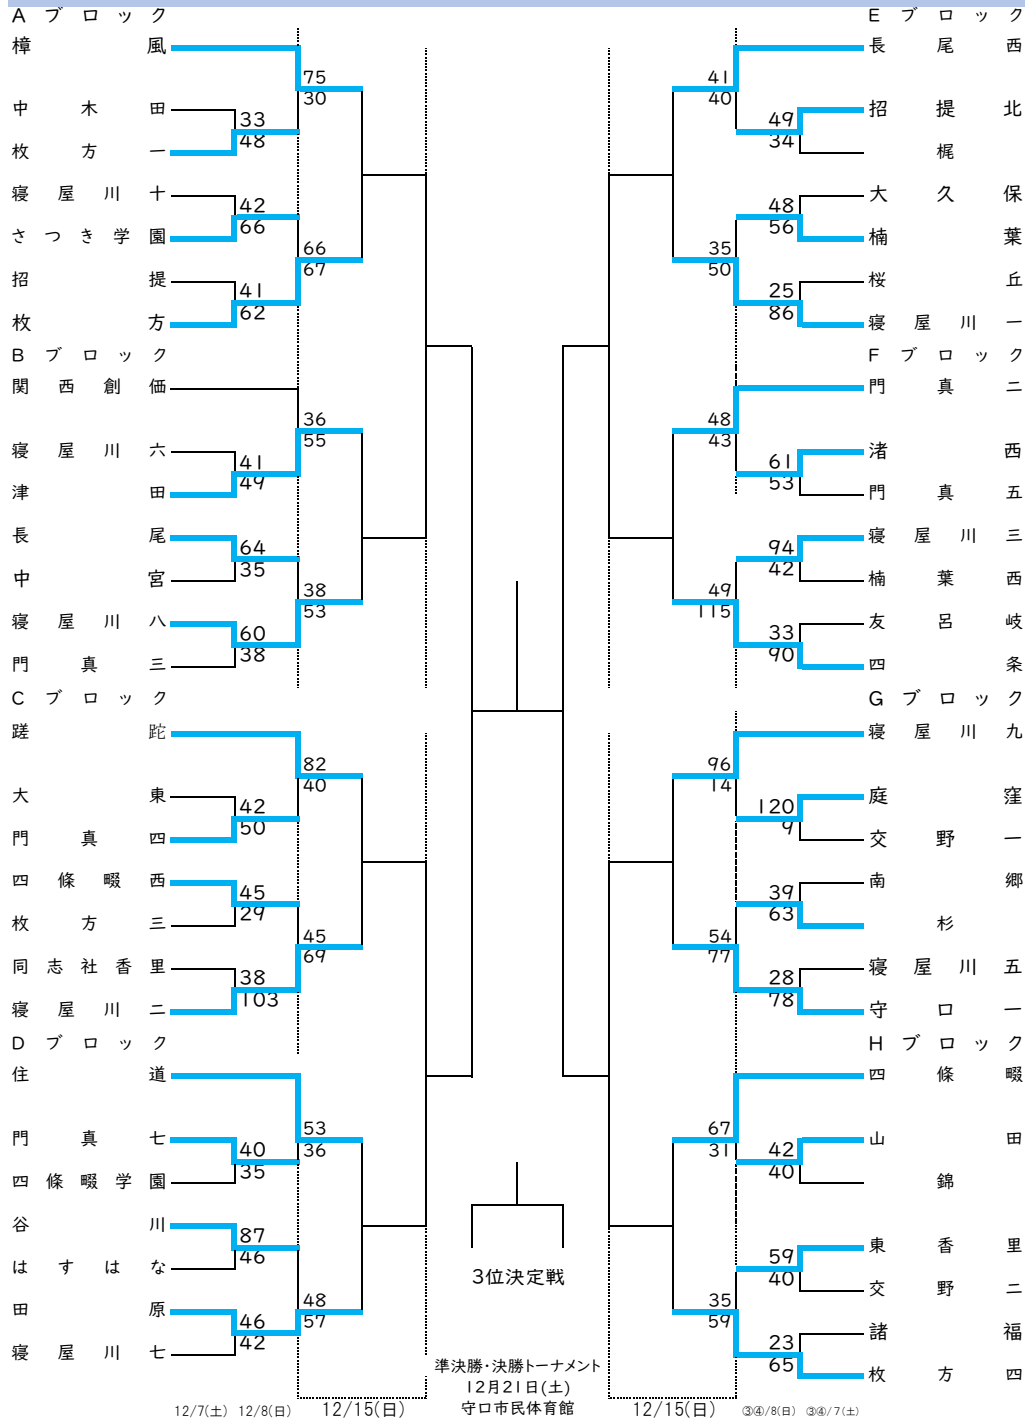 Aブロック
樟風
75
30
中木田
33
48
枚方一
寝屋川十
42
66
さつき学園
66
67
招提
41
62
枚方
Bブロック
関西創価
36
55
寝屋川六
41
49
津田
長尾
64
35
中宮
38
53
寝屋川八
60
38
門真三
Cブロック
蹉跎
82
40
大東
42
50
門真四
四條畷西
45
29
枚方三
45
69
同志社香里
38
103
寝屋川二
Dブロック
住道
53
36
門真七
40
35
四條畷学園
谷川
87
46
はすはな
48
57
田原
46
42
寝屋川七
12/7(土) 12/8(日) 12/15(日)
3位決定戦
準決勝・決勝トーナメント
12月21日(土)
守口市民体育館
Eブロック
長尾西
41
40
招提北
49
34
梶
大久保
48
56
楠葉
35
50
桜丘
25
86
寝屋川一
Fブロック
門真二
48
43
渚西
61
53
門真五
寝屋川三
94
42
楠葉西
49
115
友呂岐
33
90
四条
Gブロック
寝屋川九
96
14
庭窪
120
9
交野一
南郷
39
63
杉
54
77
寝屋川五
28
78
守口一
Hブロック
四條畷
67
31
山田
42
40
錦
東香里
59
40
交野二
35
59
諸福
23
65
枚方四
12/15(日) ③④/8(日) ③④/7(土)